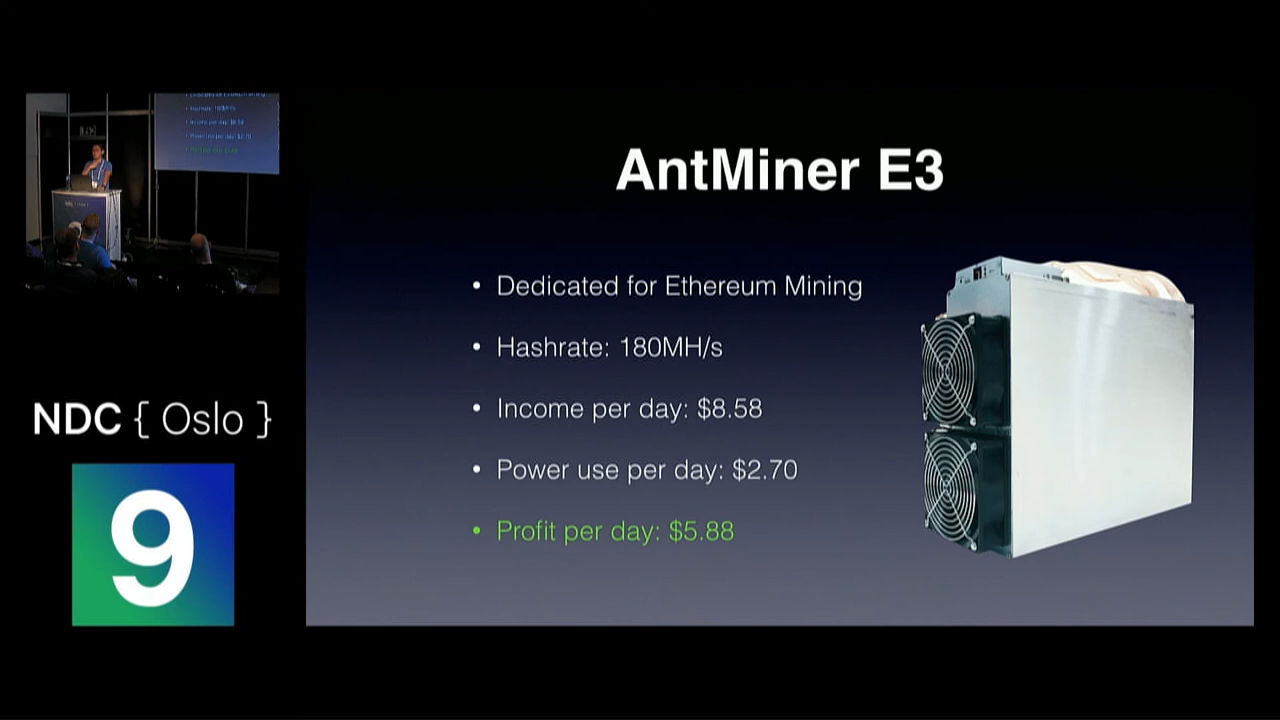 AntMiner E3
• Dedicated for Ethereum Mining
• Hashrate: 180MH/s
• Income per day: $8.58
• Power use per day: $2.70
• Profit per day: $5.88
NDC { Oslo }
9